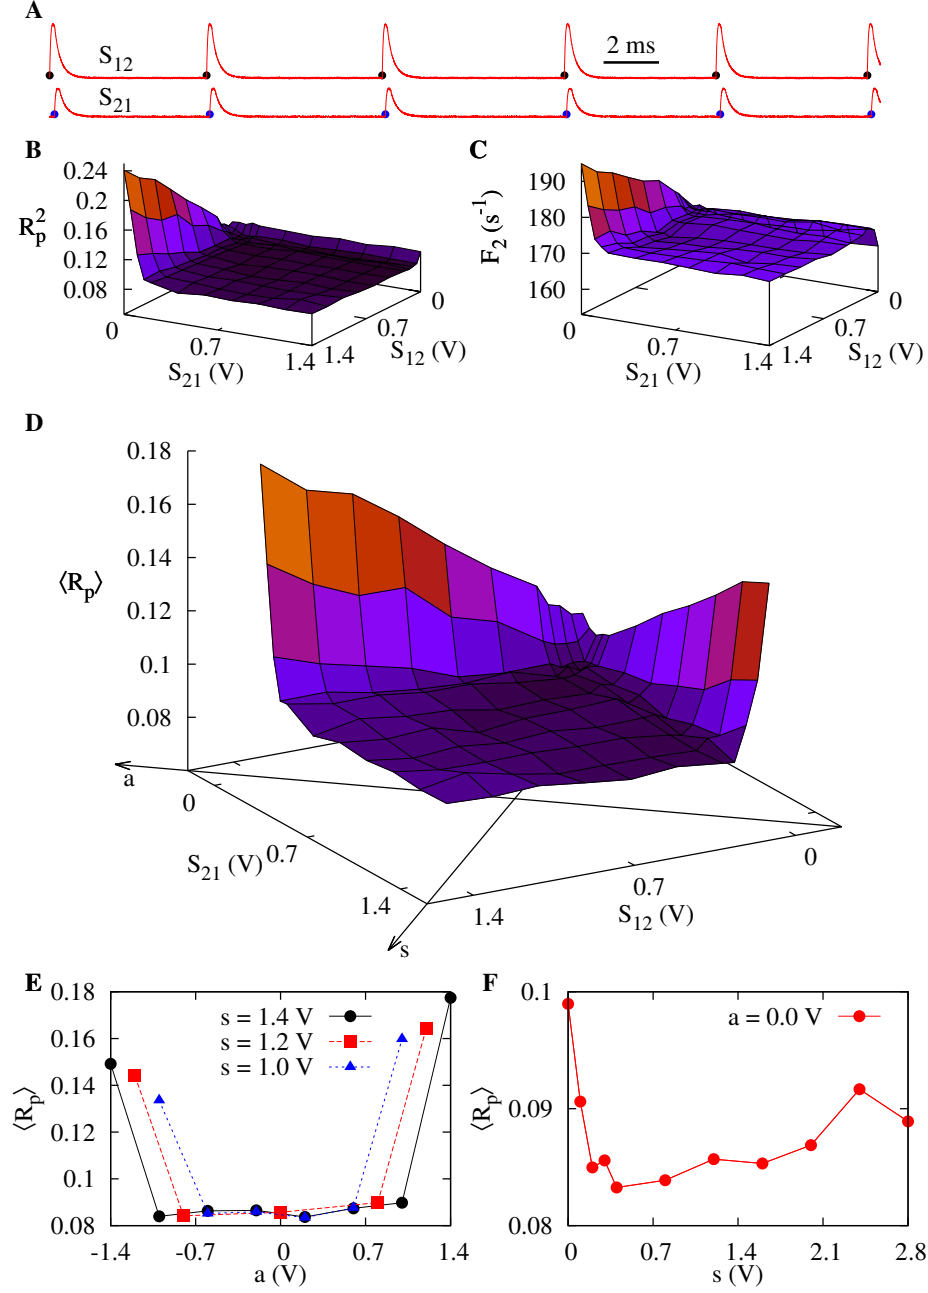 A
S12
2 ms
S21
B
C
0.24
0.2
0.16
0.12
0.08
Rp²
0
0.7
1.4
S21 (V)
1.4
0.7
0
S12 (V)
190
180
170
160
F2 (s⁻¹)
0
0.7
1.4
S21 (V)
1.4
0.7
0
S12 (V)
D
0.18
0.16
0.14
0.12
0.1
0.08
⟨Rp⟩
a
0
0.7
1.4
S21 (V)
s
1.4
0.7
0
S12 (V)
E
0.18
0.16
0.14
0.12
0.1
0.08
⟨Rp⟩
s = 1.4 V
s = 1.2 V
s = 1.0 V
-1.4 -0.7 0 0.7 1.4
a (V)
F
0.1
0.09
0.08
⟨Rp⟩
a = 0.0 V
0 0.7 1.4 2.1 2.8
s (V)